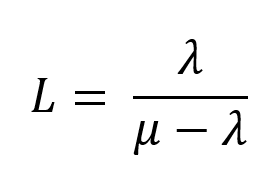 L = λ / (μ − λ)